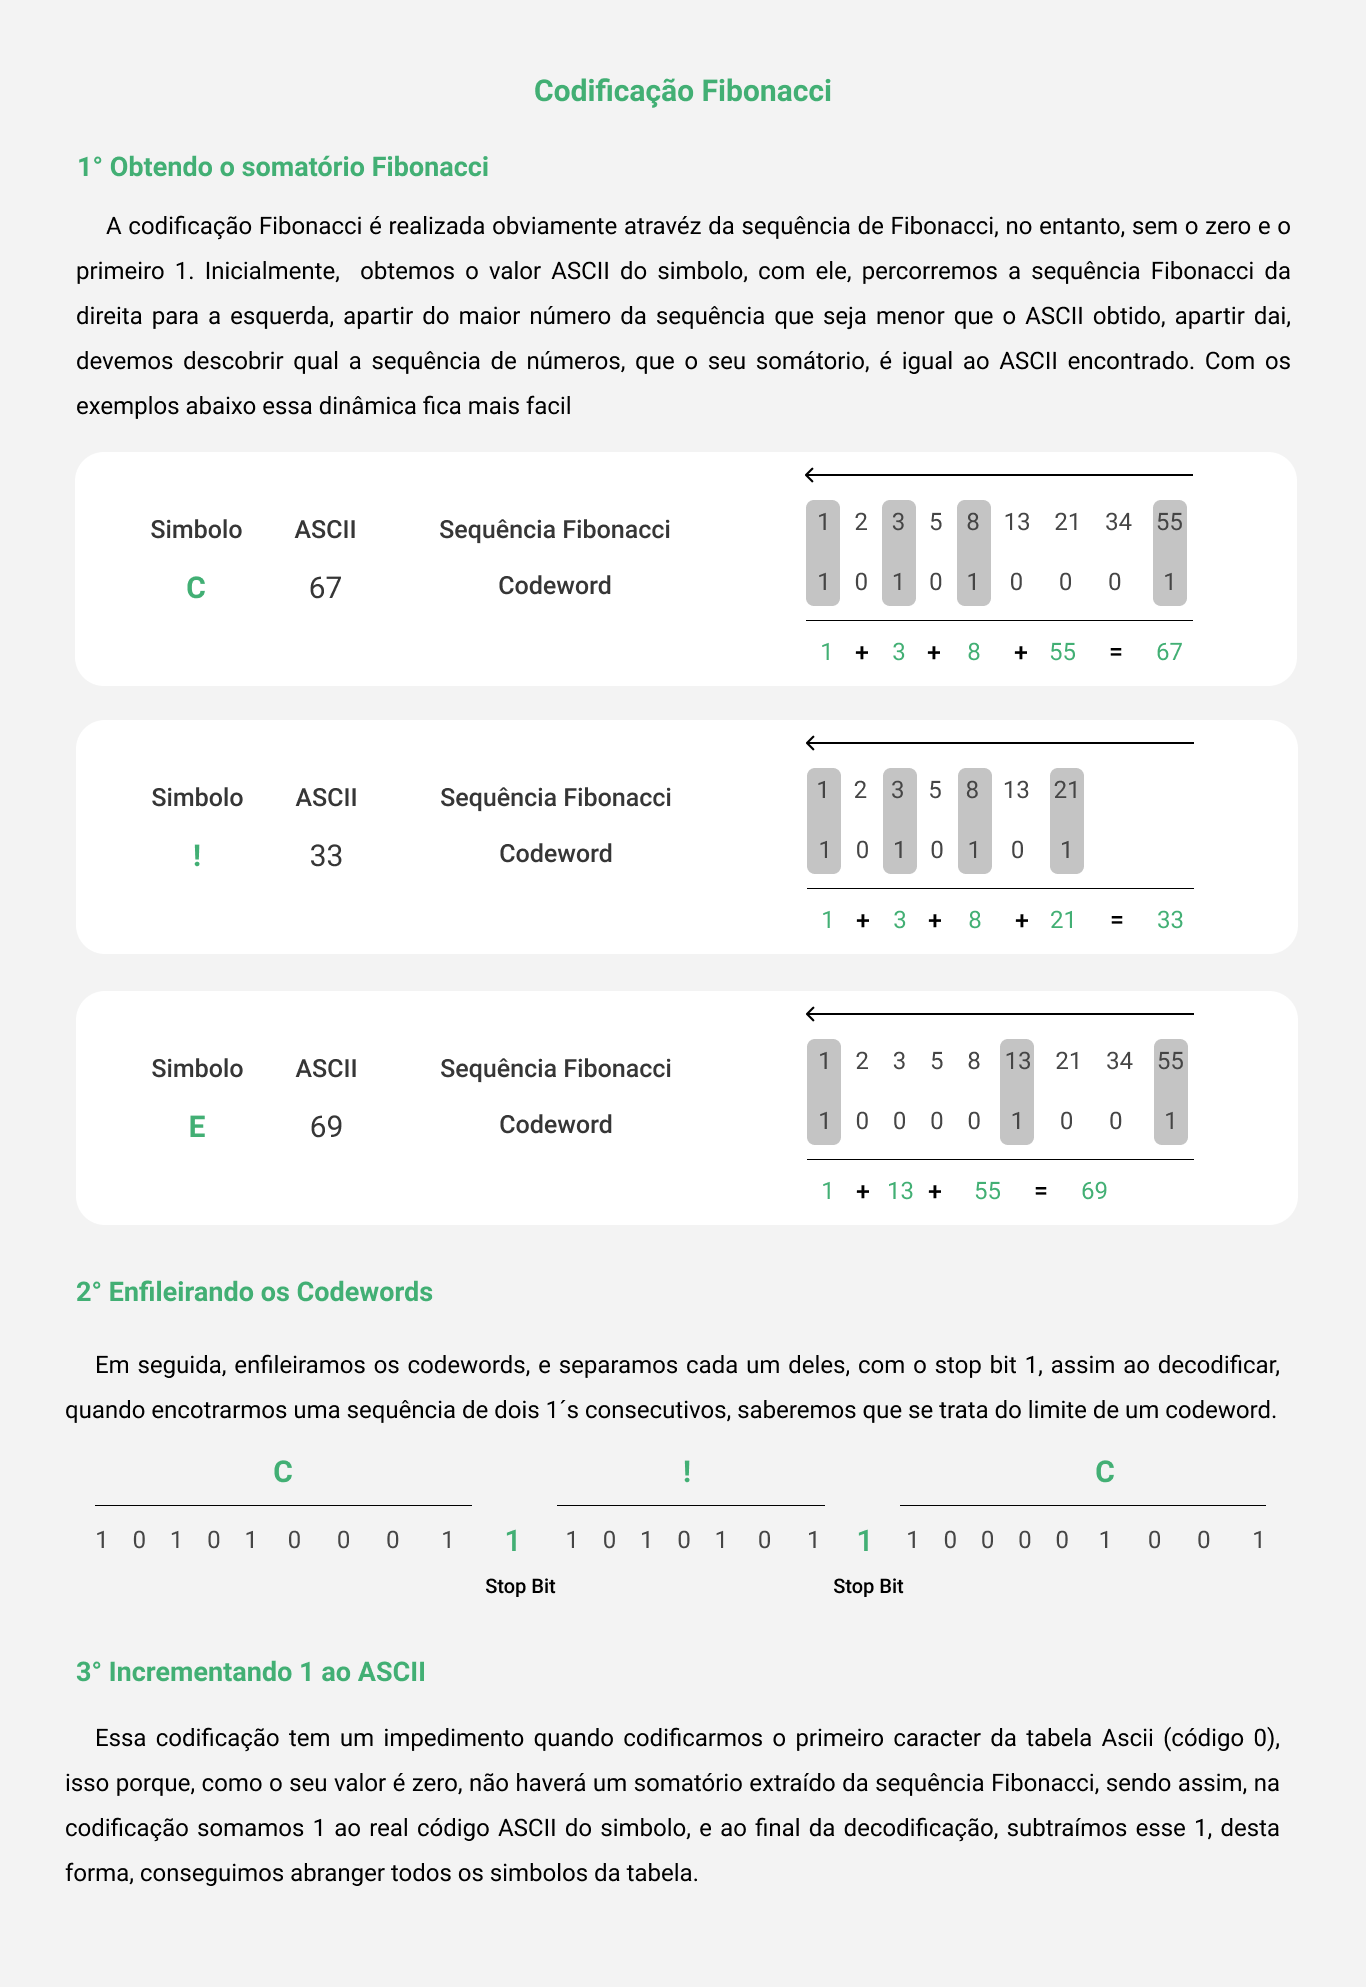 Codificação Fibonacci
1° Obtendo o somatório Fibonacci
A codificação Fibonacci é realizada obviamente atravéz da sequência de Fibonacci, no entanto, sem o zero e o
primeiro 1. Inicialmente, obtemos o valor ASCII do simbolo, com ele, percorremos a sequência Fibonacci da
direita para a esquerda, apartir do maior número da sequência que seja menor que o ASCII obtido, apartir dai,
devemos descobrir qual a sequência de números, que o seu somátorio, é igual ao ASCII encontrado. Com os
exemplos abaixo essa dinâmica fica mais facil
Simbolo ASCII Sequência Fibonacci 1 2 3 5 8 13 21 34 55
C 67 Codeword 1 0 1 0 1 0 0 0 1
1 + 3 + 8 + 55 = 67
Simbolo ASCII Sequência Fibonacci 1 2 3 5 8 13 21
! 33 Codeword 1 0 1 0 1 0 1
1 + 3 + 8 + 21 = 33
Simbolo ASCII Sequência Fibonacci 1 2 3 5 8 13 21 34 55
E 69 Codeword 1 0 0 0 0 1 0 0 1
1 + 13 + 55 = 69
2° Enfileirando os Codewords
Em seguida, enfileiramos os codewords, e separamos cada um deles, com o stop bit 1, assim ao decodificar,
quando encotrarmos uma sequência de dois 1´s consecutivos, saberemos que se trata do limite de um codeword.
C ! C
1 0 1 0 1 0 0 0 1 1 1 0 1 0 1 0 1 1 1 0 0 0 0 1 0 0 1
Stop Bit Stop Bit
3° Incrementando 1 ao ASCII
Essa codificação tem um impedimento quando codificarmos o primeiro caracter da tabela Ascii (código 0),
isso porque, como o seu valor é zero, não haverá um somatório extraído da sequência Fibonacci, sendo assim, na
codificação somamos 1 ao real código ASCII do simbolo, e ao final da decodificação, subtraímos esse 1, desta
forma, conseguimos abranger todos os simbolos da tabela.